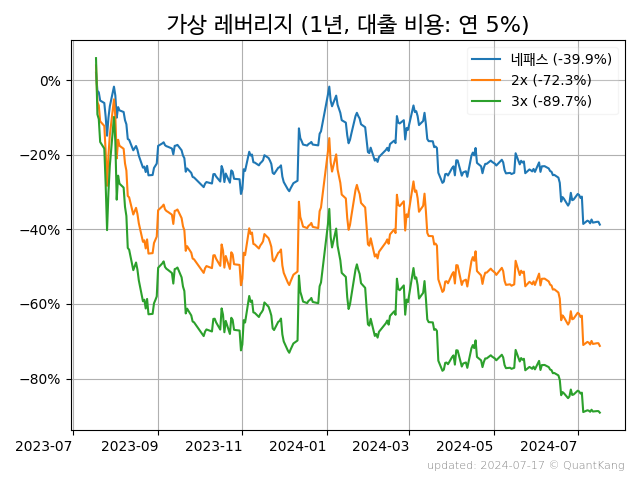 가상 레버리지 (1년, 대출 비용: 연 5%)
네패스 (-39.9%)
2x (-72.3%)
3x (-89.7%)
0%
−20%
−40%
−60%
−80%
2023-07 2023-09 2023-11 2024-01 2024-03 2024-05 2024-07
updated: 2024-07-17 © QuantKang